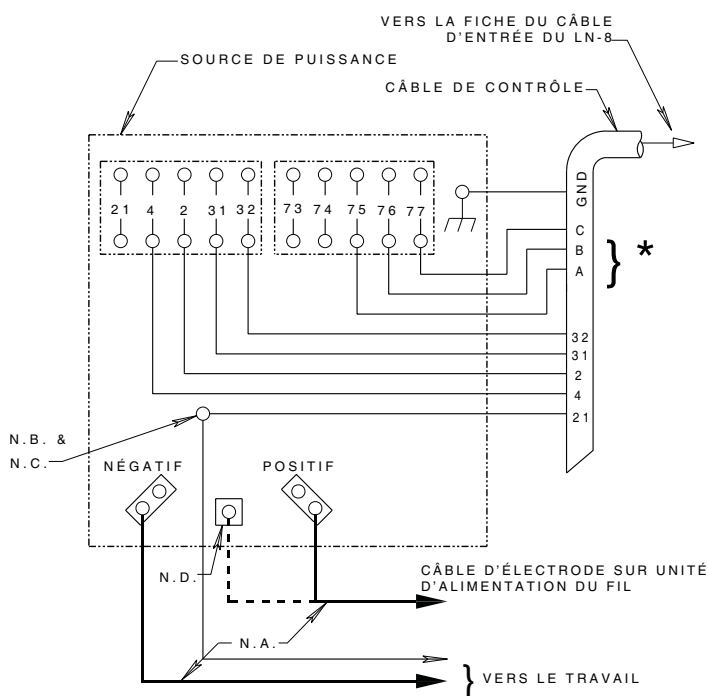 VERS LA FICHE DU CÂBLE
D'ENTRÉE DU LN-8
SOURCE DE PUISSANCE
CÂBLE DE CONTRÔLE
21 4 2 31 32
73 74 75 76 77
GND
C
B
A
} *
32
31
2
4
21
N.B. &
N.C.
NÉGATIF
POSITIF
N.D.
CÂBLE D'ÉLECTRODE SUR UNITÉ
D'ALIMENTATION DU FIL
N.A.
} VERS LE TRAVAIL